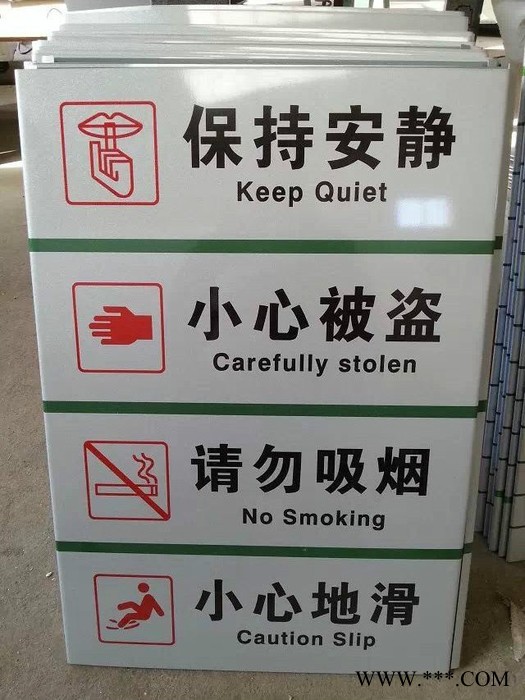 保持安静
Keep Quiet
小心被盗
Carefully stolen
请勿吸烟
No Smoking
小心地滑
Caution Slip
WWW.***.COM